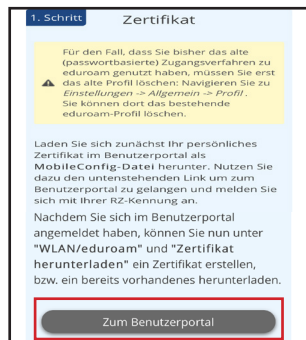 1. Schritt Zertifikat
Für den Fall, dass Sie bisher das alte
(passwortbasierte) Zugangsverfahren zu
eduroam genutzt haben, müssen Sie erst
das alte Profil löschen: Navigieren Sie zu
Einstellungen -> Allgemein -> Profil.
Sie können dort das bestehende
eduroam-Profil löschen.
Laden Sie sich zunächst Ihr persönliches
Zertifikat im Benutzerportal als
MobileConfig-Datei herunter. Nutzen Sie
dazu den untenstehenden Link um zum
Benutzerportal zu gelangen und melden Sie
sich mit Ihrer RZ-Kennung an.
Nachdem Sie sich im Benutzerportal
angemeldet haben, können Sie nun unter
"WLAN/eduroam" und "Zertifikat
herunterladen" ein Zertifikat erstellen,
bzw. ein bereits vorhandenes herunterladen.
Zum Benutzerportal